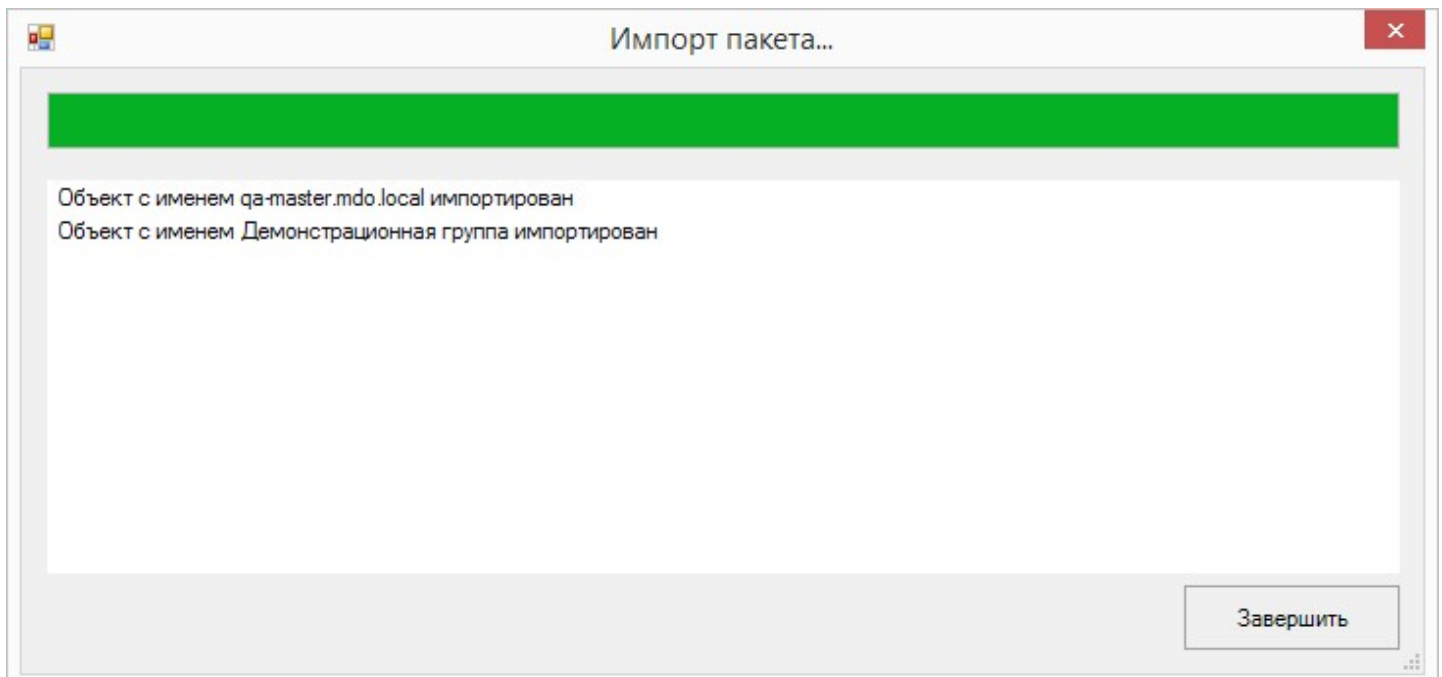 Импорт пакета...
Объект с именем qa-master.mdo.local импортирован
Объект с именем Демонстрационная группа импортирован
Завершить